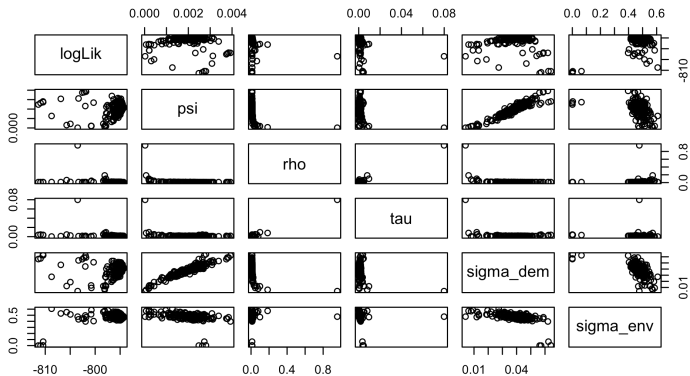 0.000 0.002 0.004
0.00 0.04 0.08
0.0 0.2 0.4 0.6
logLik
-810
0.000
psi
rho
0.0 0.8
0.00 0.08
tau
sigma_dem
0.01
0.0 0.5
sigma_env
-810 -800
0.0 0.4 0.8
0.01 0.04